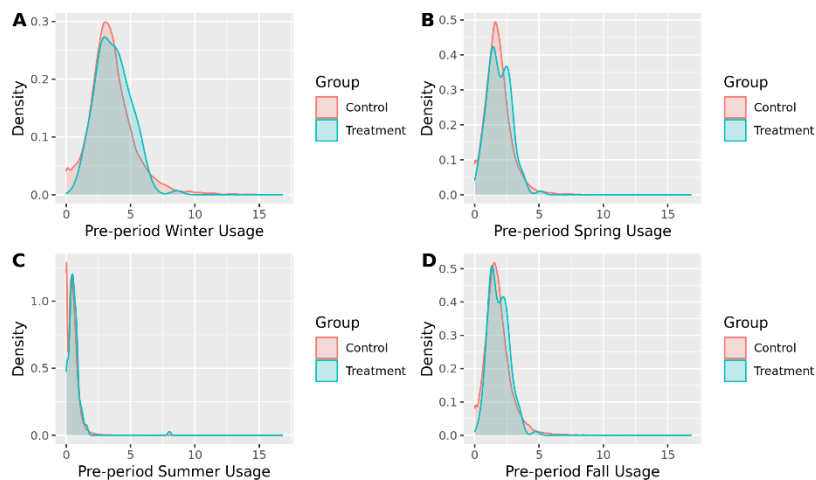 A
Density
0.3
0.2
0.1
0.0
0 5 10 15
Pre-period Winter Usage
Group
Control
Treatment
B
Density
0.5
0.4
0.3
0.2
0.1
0.0
0 5 10 15
Pre-period Spring Usage
Group
Control
Treatment
C
Density
1.0
0.5
0.0
0 5 10 15
Pre-period Summer Usage
Group
Control
Treatment
D
Density
0.5
0.4
0.3
0.2
0.1
0.0
0 5 10 15
Pre-period Fall Usage
Group
Control
Treatment